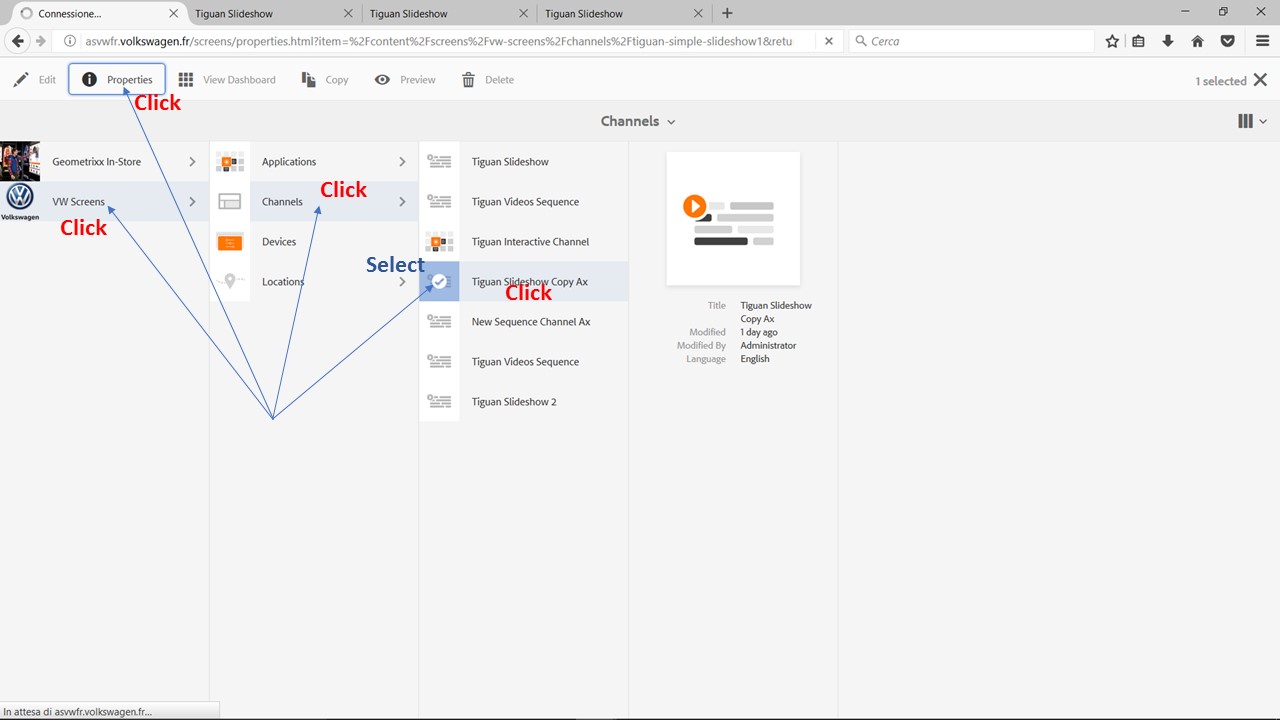 Connessione...
Tiguan Slideshow
Tiguan Slideshow
Tiguan Slideshow
asvwfr.volkswagen.fr/screens/properties.html?item=%2Fcontent%2Fscreens%2Fvw-screens%2Fchannels%2Ftiguan-simple-slideshow1&retu
Cerca
Edit
Properties
View Dashboard
Copy
Preview
Delete
1 selected
Click
Channels
Geometrixx In-Store
VW Screens
Volkswagen
Click
Applications
Channels
Click
Devices
Locations
Select
Tiguan Slideshow
Tiguan Videos Sequence
Tiguan Interactive Channel
Tiguan Slideshow Copy Ax
Click
New Sequence Channel Ax
Tiguan Videos Sequence
Tiguan Slideshow 2
Title Tiguan Slideshow
Copy Ax
Modified 1 day ago
Modified By Administrator
Language English
In attesa di asvwfr.volkswagen.fr...